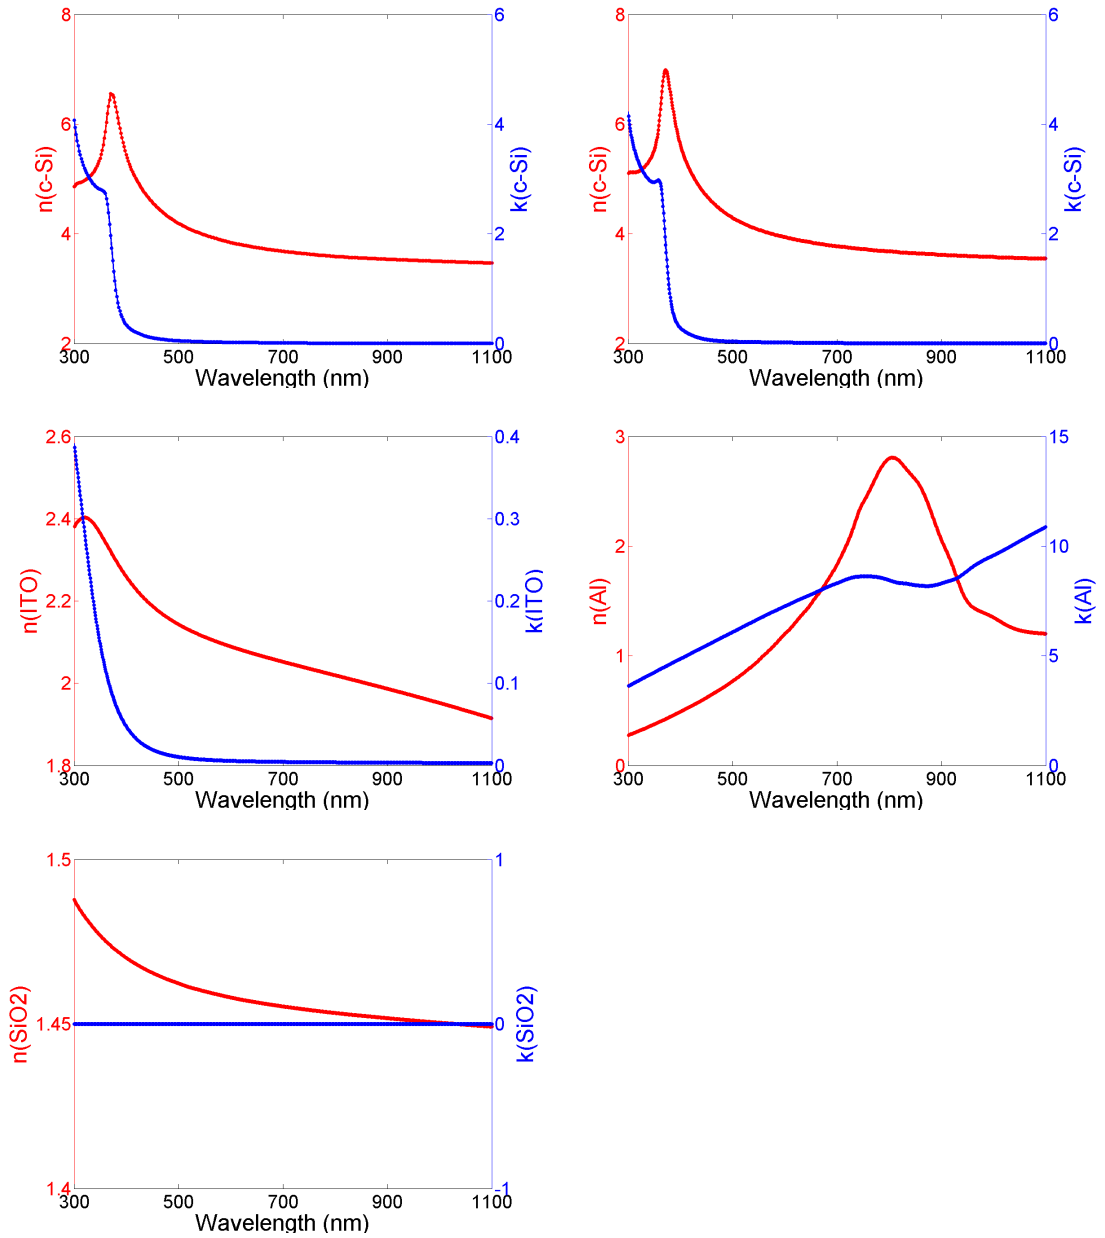 8
6
4
2
n(c-Si)
6
4
2
0
k(c-Si)
300 500 700 900 1100
Wavelength (nm)
8
6
4
2
n(c-Si)
6
4
2
0
k(c-Si)
300 500 700 900 1100
Wavelength (nm)
2.6
2.4
2.2
2
1.8
n(ITO)
0.4
0.3
0.2
0.1
0
k(ITO)
300 500 700 900 1100
Wavelength (nm)
3
2
1
0
n(Al)
15
10
5
0
k(Al)
300 500 700 900 1100
Wavelength (nm)
1.5
1.45
1.4
n(SiO2)
1
0
-1
k(SiO2)
300 500 700 900 1100
Wavelength (nm)